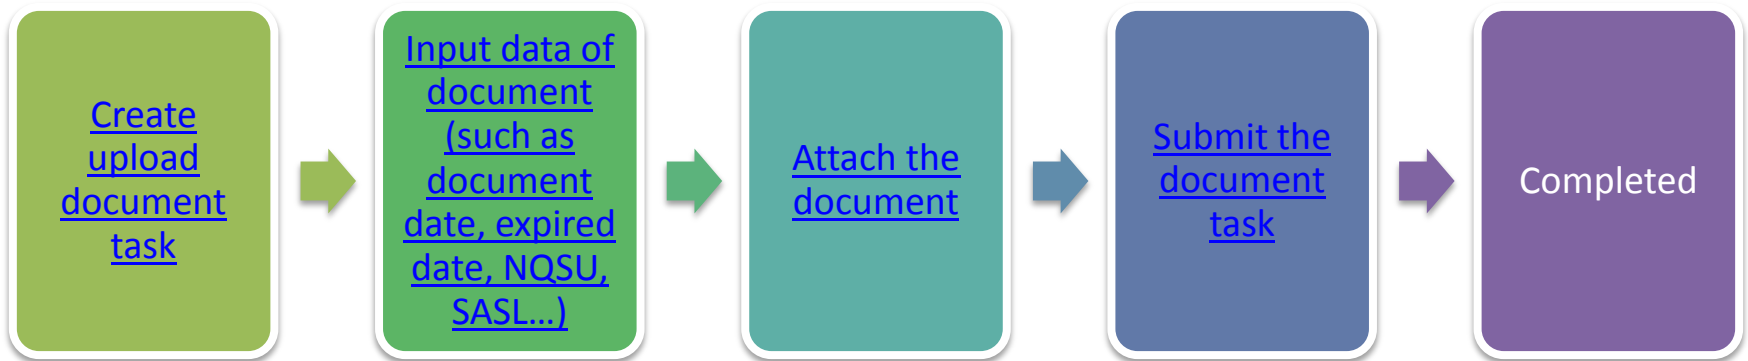 Create
upload
document
task
Input data of
document
(such as
document
date, expired
date, NQSU,
SASL...)
Attach the
document
Submit the
document
task
Completed